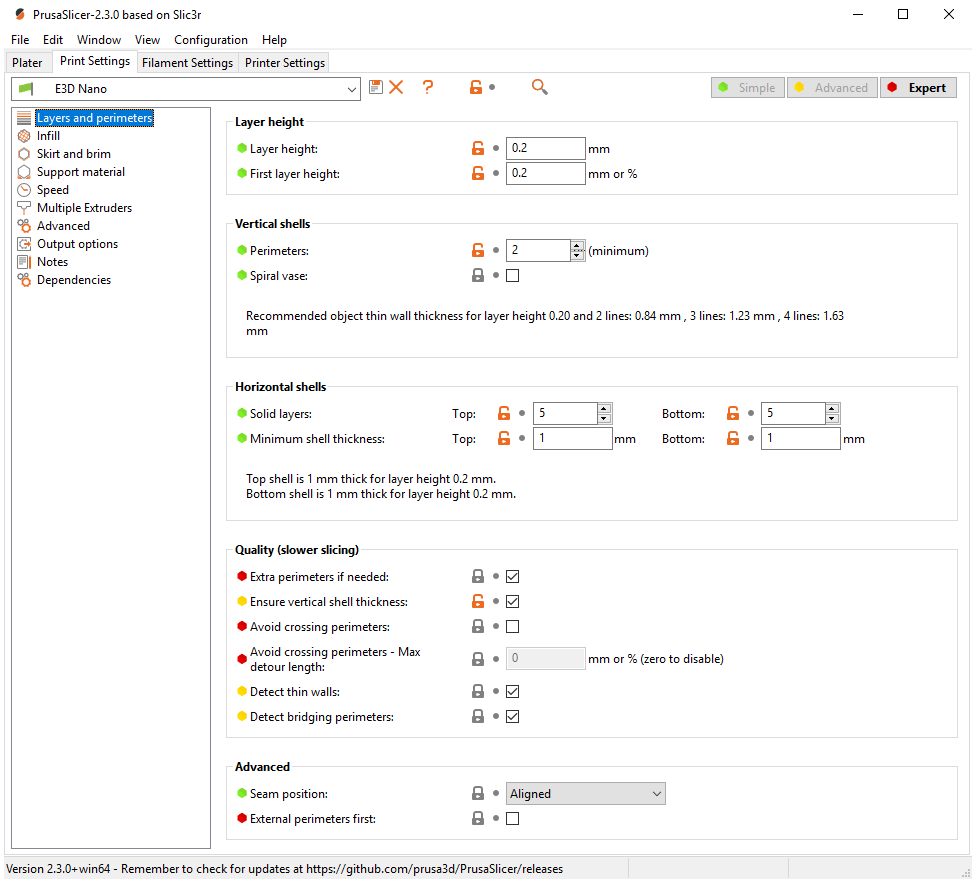 PrusaSlicer-2.3.0 based on Slic3r
File Edit Window View Configuration Help
Plater Print Settings Filament Settings Printer Settings
E3D Nano
Simple Advanced Expert
Layers and perimeters
Infill
Skirt and brim
Support material
Speed
Multiple Extruders
Advanced
Output options
Notes
Dependencies
Layer height
Layer height: 0.2 mm
First layer height: 0.2 mm or %
Vertical shells
Perimeters: 2 (minimum)
Spiral vase:
Recommended object thin wall thickness for layer height 0.20 and 2 lines: 0.84 mm , 3 lines: 1.23 mm , 4 lines: 1.63
mm
Horizontal shells
Solid layers: Top: 5 Bottom: 5
Minimum shell thickness: Top: 1 mm Bottom: 1 mm
Top shell is 1 mm thick for layer height 0.2 mm.
Bottom shell is 1 mm thick for layer height 0.2 mm.
Quality (slower slicing)
Extra perimeters if needed:
Ensure vertical shell thickness:
Avoid crossing perimeters:
Avoid crossing perimeters - Max
detour length: 0 mm or % (zero to disable)
Detect thin walls:
Detect bridging perimeters:
Advanced
Seam position: Aligned
External perimeters first:
Version 2.3.0+win64 - Remember to check for updates at https://github.com/prusa3d/PrusaSlicer/releases